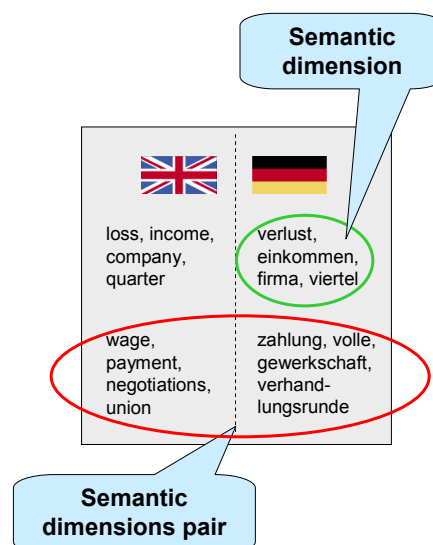 Semantic
dimension
loss, income,
company,
quarter
verlust,
einkommen,
firma, viertel
wage,
payment,
negotiations,
union
zahlung, volle,
gewerkschaft,
verhand-
lungsrunde
Semantic
dimensions pair